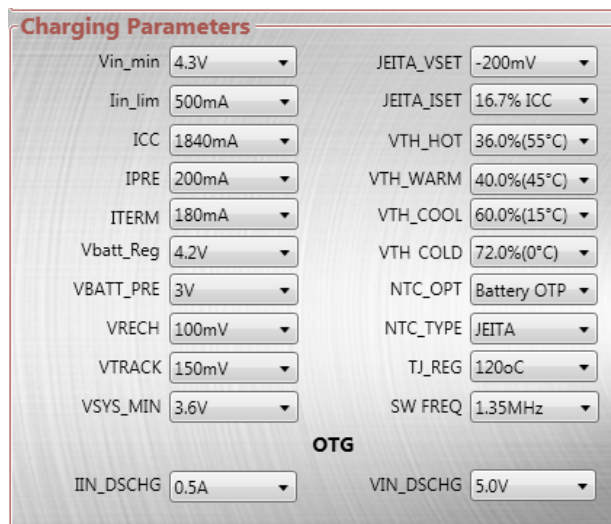 Charging Parameters
Vin_min 4.3V JEITA_VSET -200mV
Iin_lim 500mA JEITA_ISET 16.7% ICC
ICC 1840mA VTH_HOT 36.0%(55°C)
IPRE 200mA VTH_WARM 40.0%(45°C)
ITERM 180mA VTH_COOL 60.0%(15°C)
Vbatt_Reg 4.2V VTH COLD 72.0%(0°C)
VBATT_PRE 3V NTC_OPT Battery OTP
VRECH 100mV NTC_TYPE JEITA
VTRACK 150mV TJ_REG 120oC
VSYS_MIN 3.6V SW FREQ 1.35MHz
OTG
IIN_DSCHG 0.5A VIN_DSCHG 5.0V